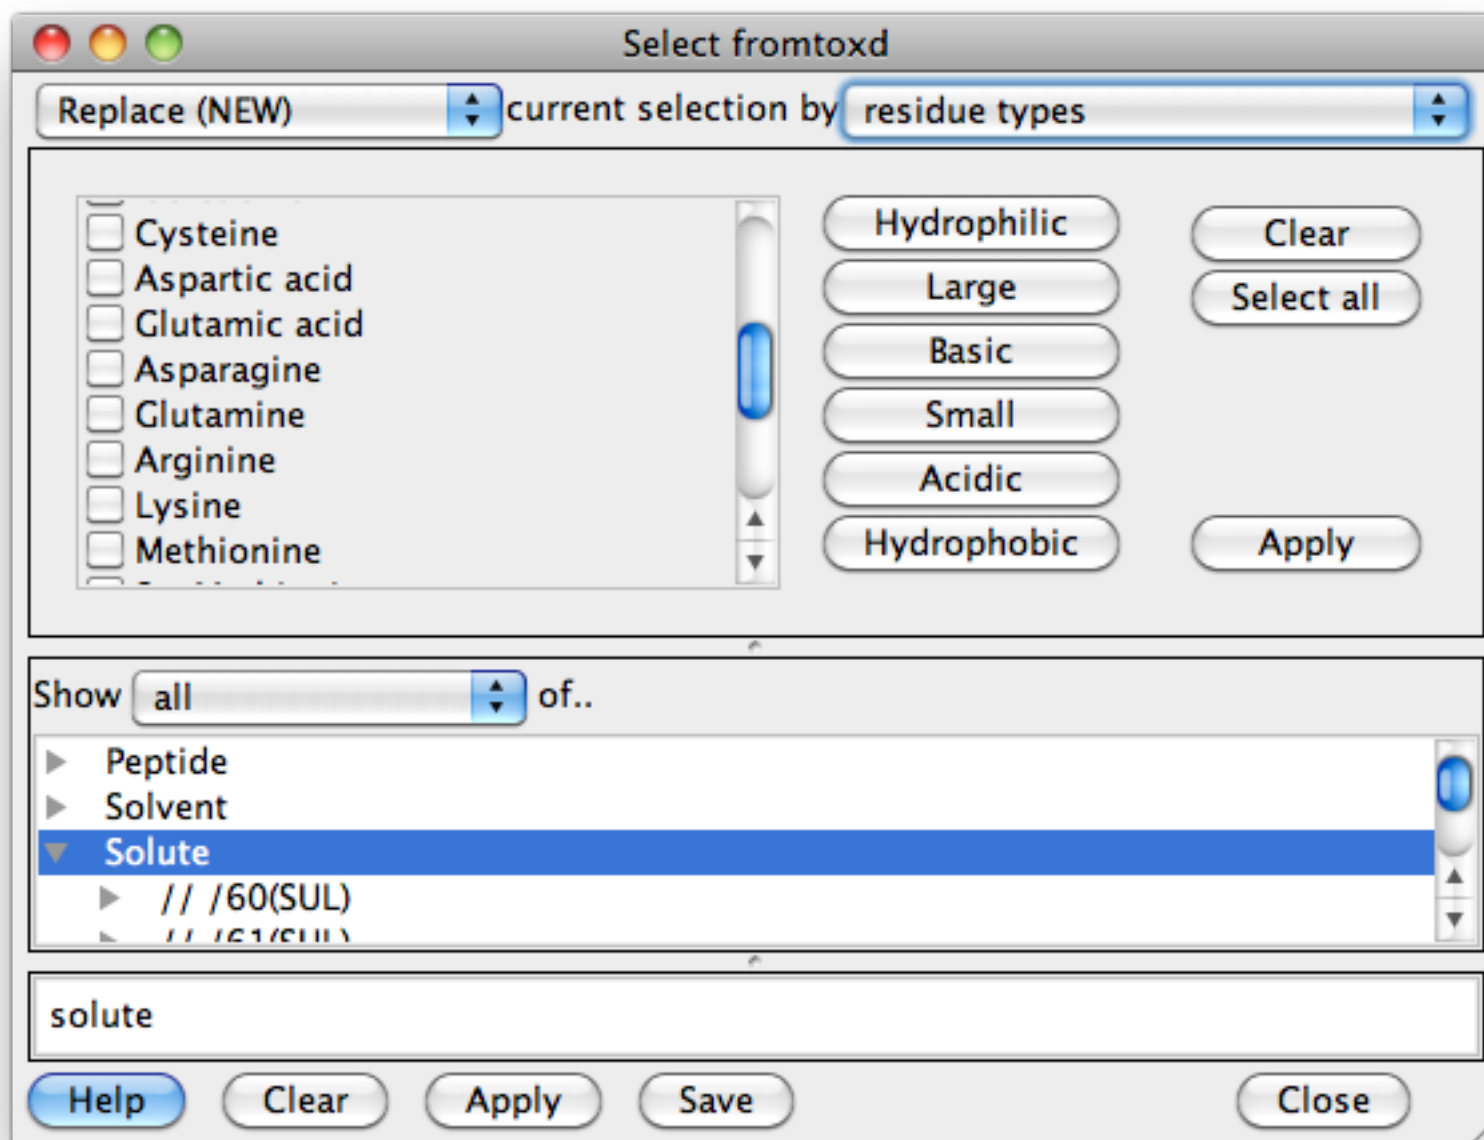 Select fromtoxd
Replace (NEW) current selection by residue types
Cysteine
Aspartic acid
Glutamic acid
Asparagine
Glutamine
Arginine
Lysine
Methionine
Hydrophilic
Large
Basic
Small
Acidic
Hydrophobic
Clear
Select all
Apply
Show all of..
Peptide
Solvent
Solute
// /60(SUL)
// /61(SUL)
solute
Help Clear Apply Save Close